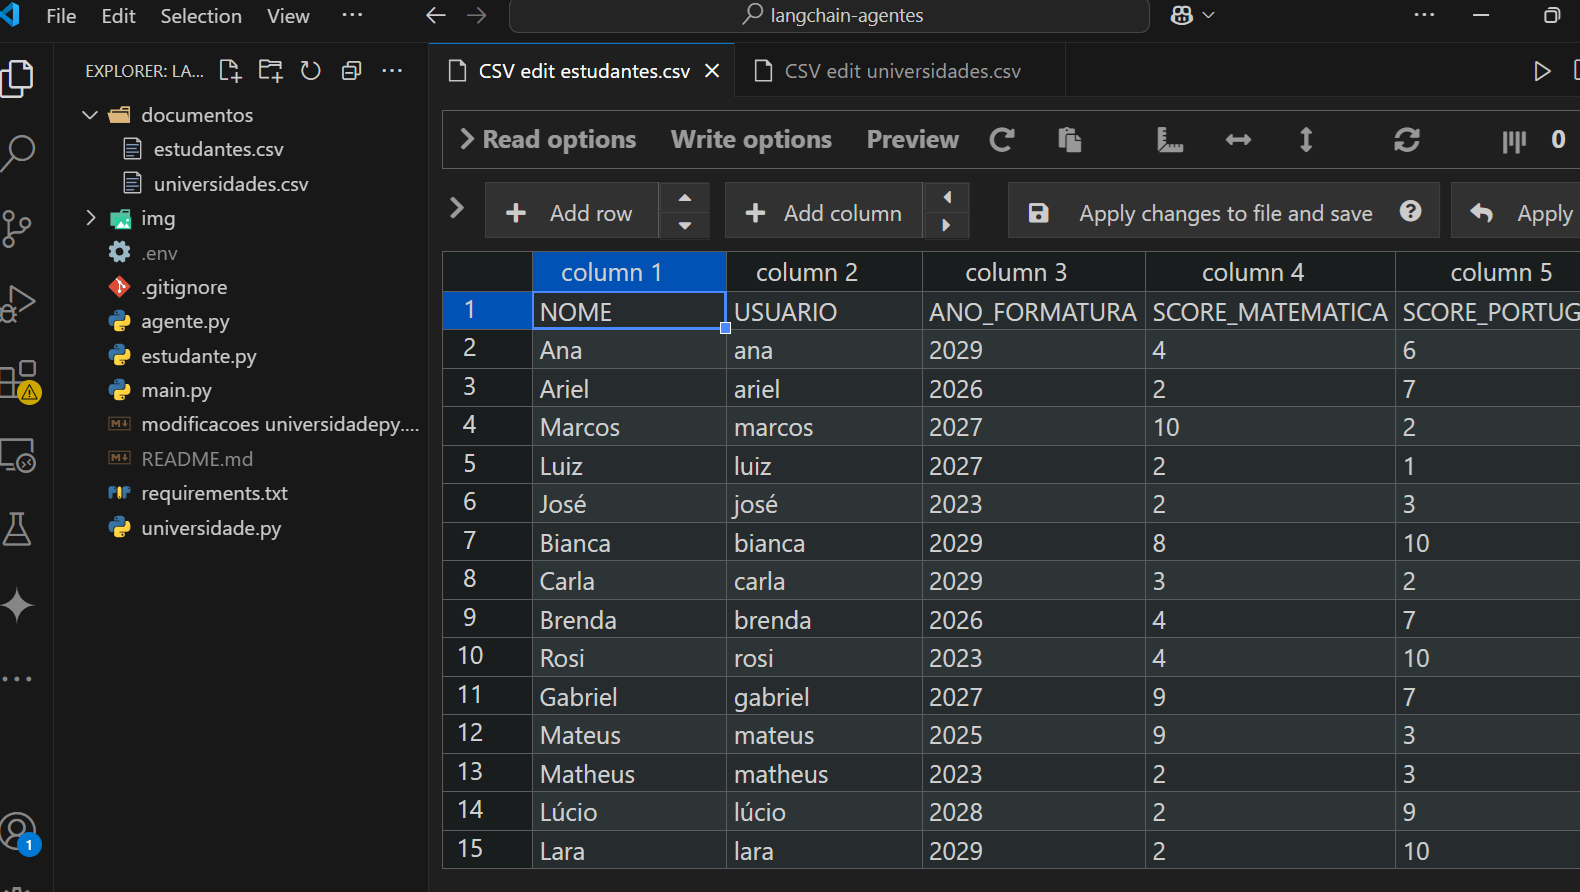 File Edit Selection View ···
langchain-agentes
EXPLORER: LA...
documentos
estudantes.csv
universidades.csv
img
.env
.gitignore
agente.py
estudante.py
main.py
modificacoes universidadepy....
README.md
requirements.txt
universidade.py
1
CSV edit estudantes.csv
CSV edit universidades.csv
Read options Write options Preview 0
Add row Add column Apply changes to file and save Apply
column 1 column 2 column 3 column 4 column 5
1 NOME USUARIO ANO_FORMATURA SCORE_MATEMATICA SCORE_PORTUG
2 Ana ana 2029 4 6
3 Ariel ariel 2026 2 7
4 Marcos marcos 2027 10 2
5 Luiz luiz 2027 2 1
6 José josé 2023 2 3
7 Bianca bianca 2029 8 10
8 Carla carla 2029 3 2
9 Brenda brenda 2026 4 7
10 Rosi rosi 2023 4 10
11 Gabriel gabriel 2027 9 7
12 Mateus mateus 2025 9 3
13 Matheus matheus 2023 2 3
14 Lúcio lúcio 2028 2 9
15 Lara lara 2029 2 10